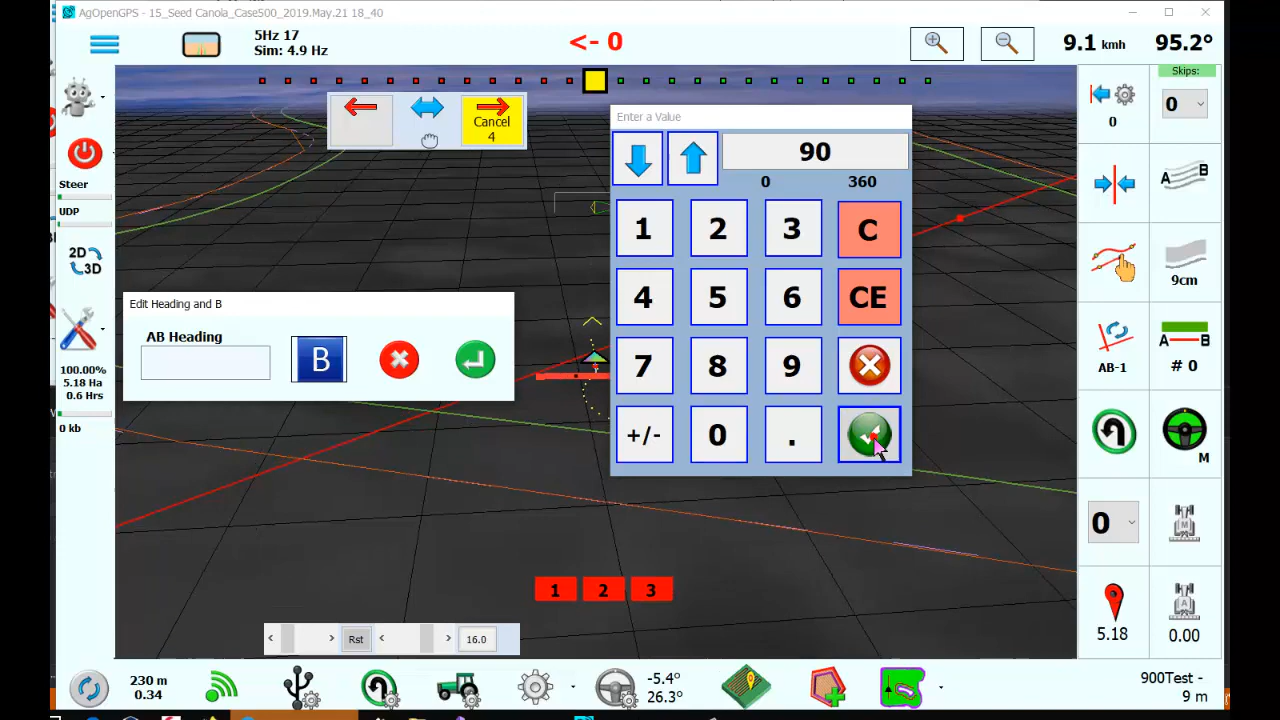 AgOpenGPS - 15_Seed Canola_Case500_2019.May.21 18_40
5Hz 17
Sim: 4.9 Hz
<- 0
9.1 kmh
95.2°
Skips:
0
0
Cancel
4
Enter a Value
90
0 360
1 2 3 C
4 5 6 CE
7 8 9
+/- 0 .
Steer
UDP
2D
3D
100.00%
5.18 Ha
0.6 Hrs
0 kb
Edit Heading and B
AB Heading
B
A B
9cm
AB-1
A B
# 0
M
0
M
5.18
A
0.00
1 2 3
< > Rst < > 16.0
230 m
0.34
-5.4°
26.3°
900Test -
9 m